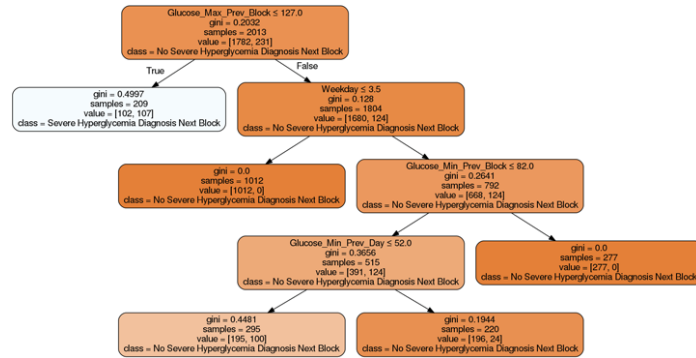 Glucose_Max_Prev_Block ≤ 127.0
gini = 0.2032
samples = 2013
value = [1782, 231]
class = No Severe Hyperglycemia Diagnosis Next Block
True
False
gini = 0.4997
samples = 209
value = [102, 107]
class = Severe Hyperglycemia Diagnosis Next Block
Weekday ≤ 3.5
gini = 0.128
samples = 1804
value = [1680, 124]
class = No Severe Hyperglycemia Diagnosis Next Block
gini = 0.0
samples = 1012
value = [1012, 0]
class = No Severe Hyperglycemia Diagnosis Next Block
Glucose_Min_Prev_Block ≤ 82.0
gini = 0.2641
samples = 792
value = [668, 124]
class = No Severe Hyperglycemia Diagnosis Next Block
Glucose_Min_Prev_Day ≤ 52.0
gini = 0.3656
samples = 515
value = [391, 124]
class = No Severe Hyperglycemia Diagnosis Next Block
gini = 0.0
samples = 277
value = [277, 0]
class = No Severe Hyperglycemia Diagnosis Next Block
gini = 0.4481
samples = 295
value = [195, 100]
class = No Severe Hyperglycemia Diagnosis Next Block
gini = 0.1944
samples = 220
value = [196, 24]
class = No Severe Hyperglycemia Diagnosis Next Block